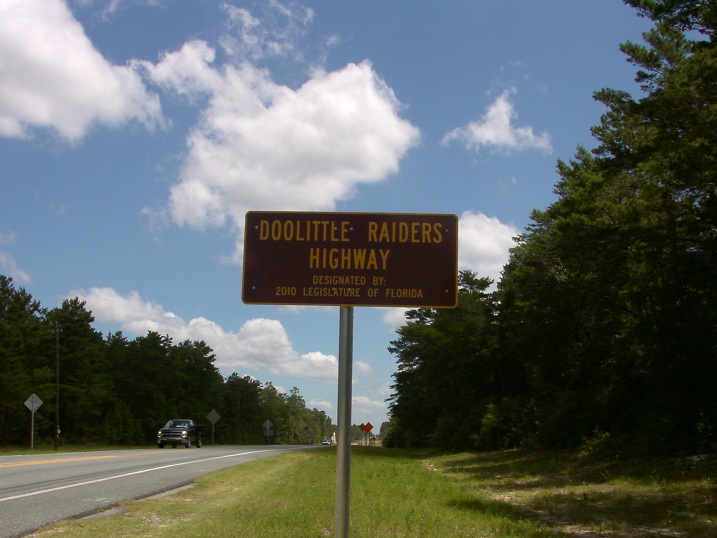 DOOLITTLE RAIDERS
HIGHWAY
DESIGNATED BY:
2010 LEGISLATURE OF FLORIDA